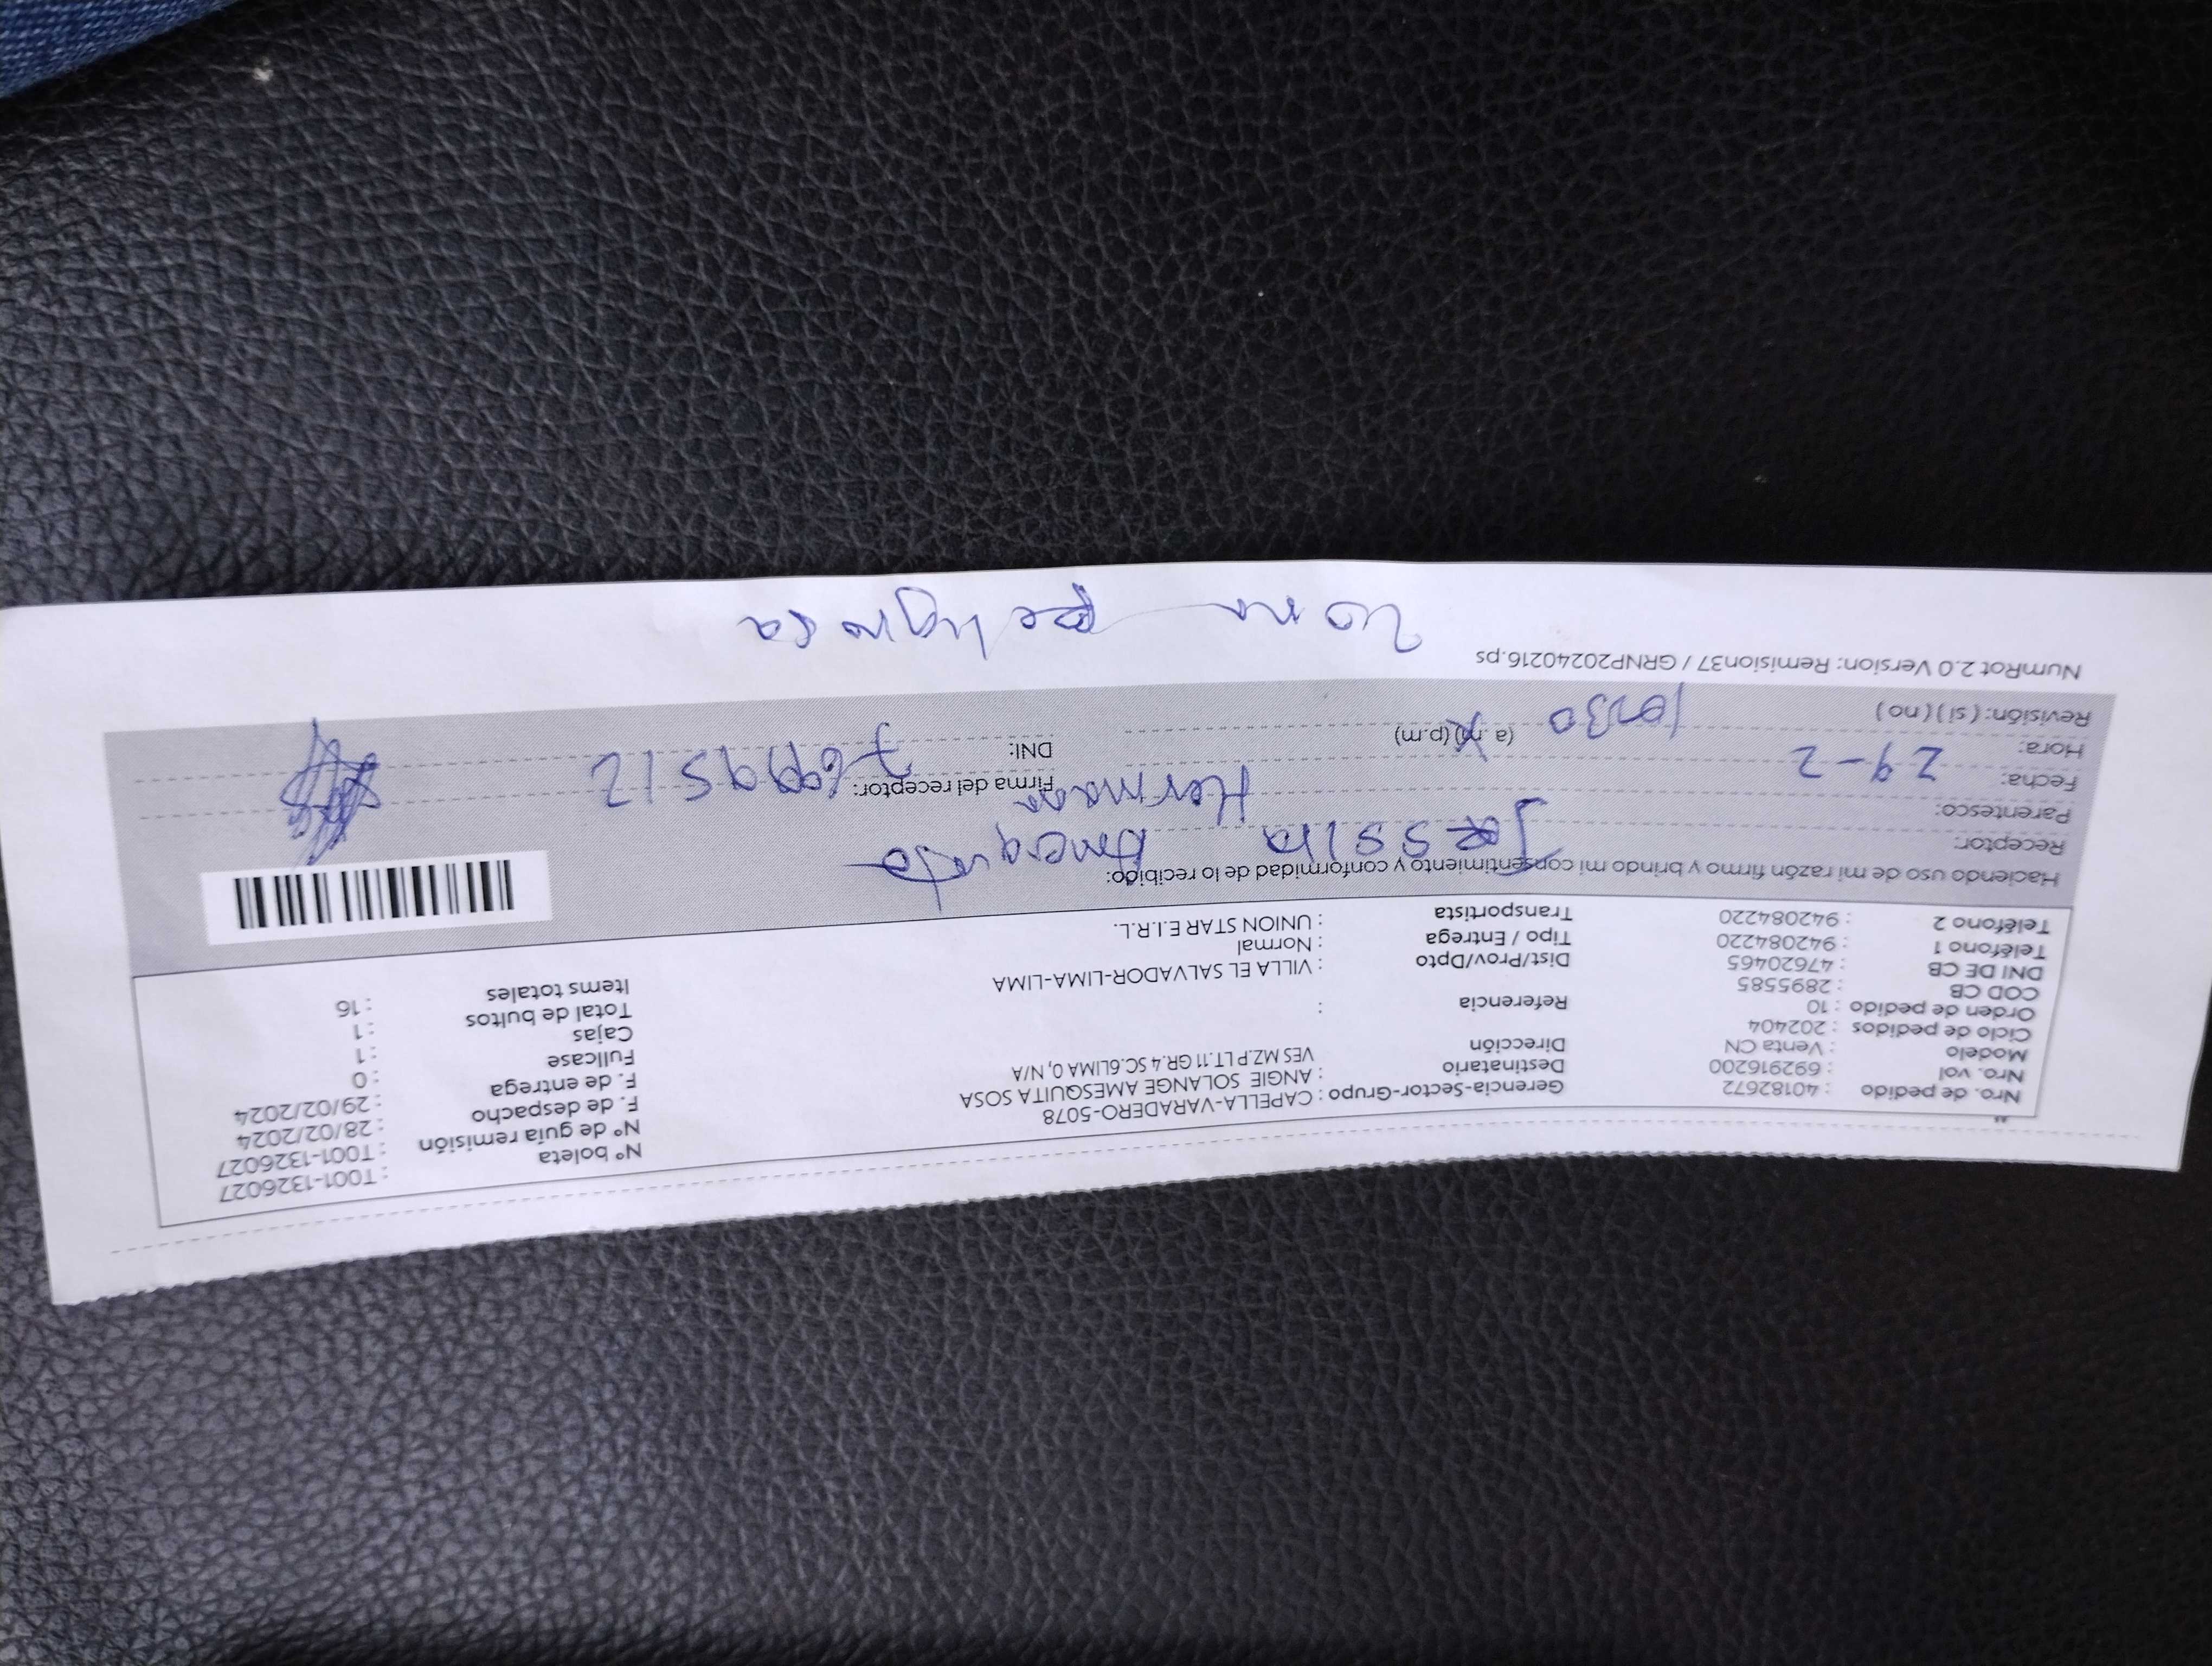 Nro. de pedido : 40182672
Nro. vol : 692916200
Modelo : Venta CN
Ciclo de pedidos : 202404
Orden de pedido : 10
COD CB : 2895585
DNI DE CB : 47620465
Teléfono 1 : 942084220
Teléfono 2 : 942084220
Gerencia-Sector-Grupo : CAPELLA-VARADERO-5078
Destinatario : ANGIE SOLANGE AMESQUITA SOSA
Dirección VES MZ.P LT.11 GR.4 SC.6LIMA 0, N/A
Referencia :
Dist/Prov/Dpto : VILLA EL SALVADOR-LIMA-LIMA
Tipo / Entrega : Normal
Transportista : UNION STAR E.I.R.L.
N° boleta : T001-1326027
N° de guía remisión : T001-1326027
F. de despacho : 28/02/2024
F. de entrega : 29/02/2024
Fullcase : 0
Cajas : 1
Total de bultos : 1
Items totales : 16
Haciendo uso de mi razón firmo y brindo mi consentimiento y conformidad de lo recibido:
Receptor:
Parentesco: Hermana
Fecha: 29-2
Hora: 10:30 (a.m) (p.m)
Revisión: ( si ) ( no )
Firma del receptor:
DNI:
NumRot 2.0 Version: Remision37 / GRNP20240216.ps
Zona Peligrosa